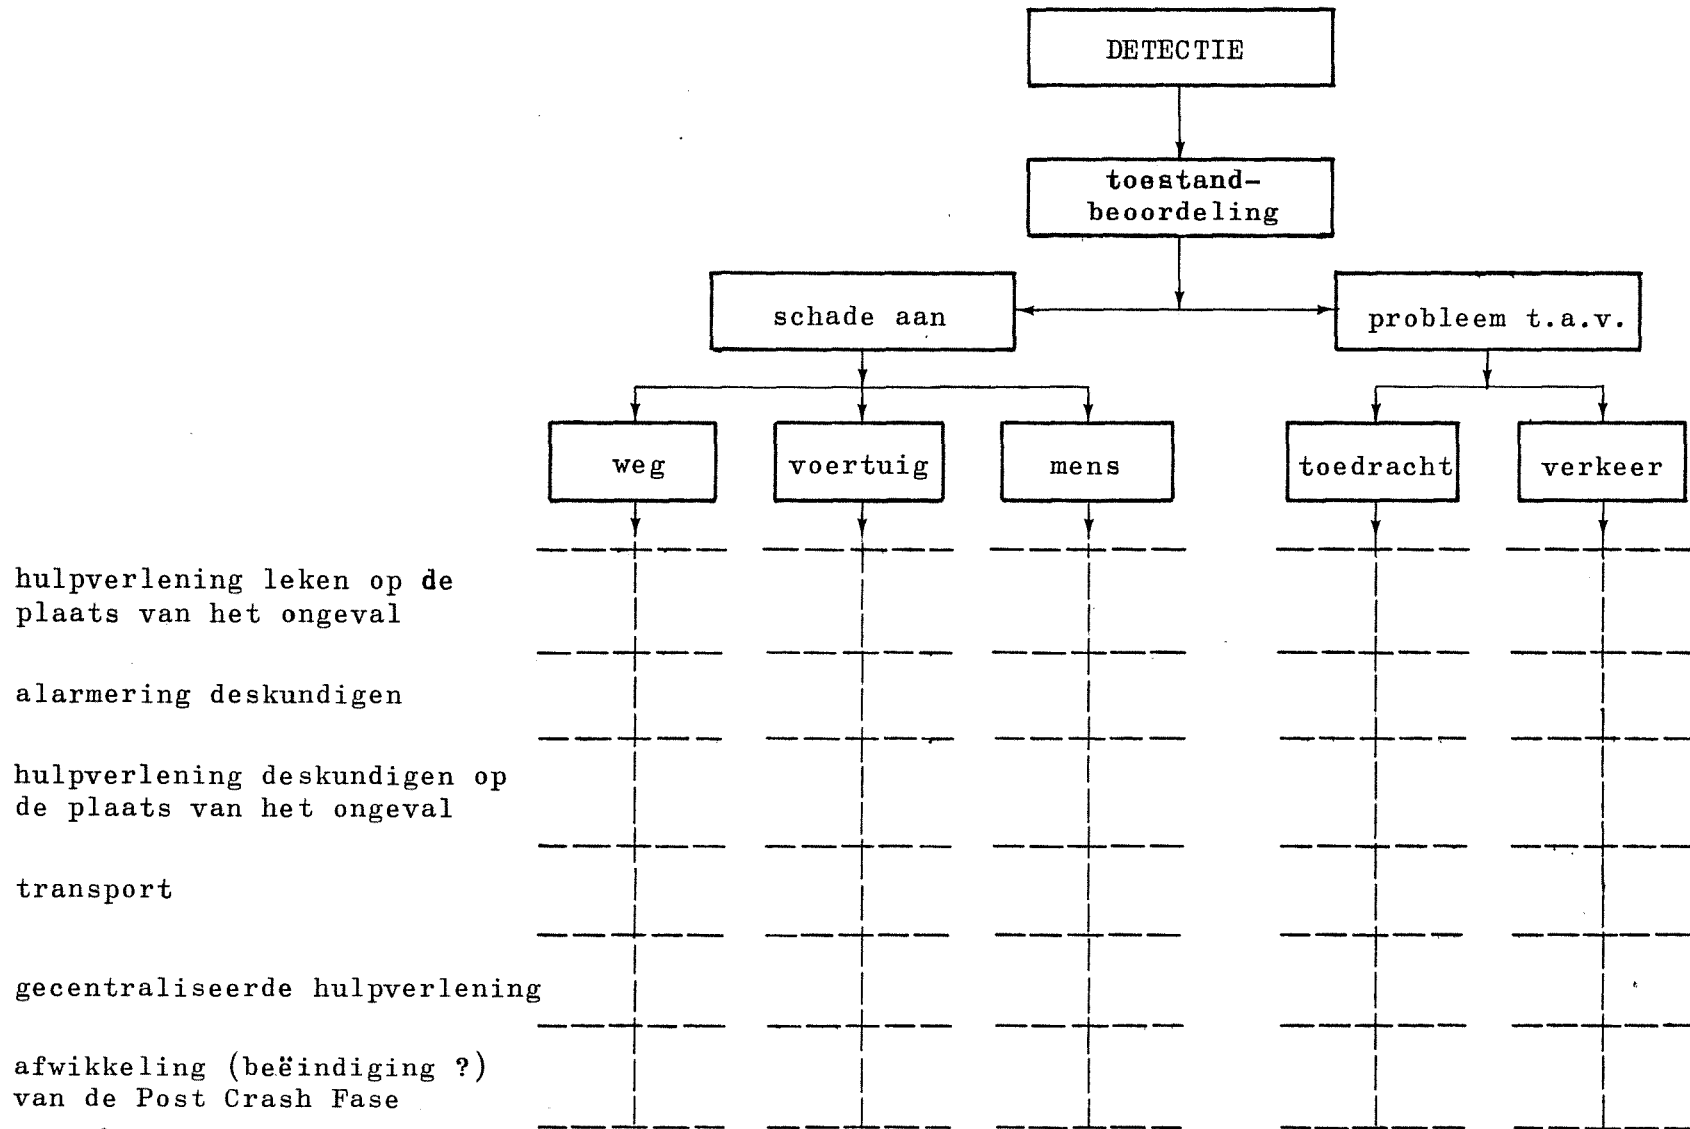 DETECTIE
toestand-
beoordeling
schade aan
probleem t.a.v.
weg
voertuig
mens
toedracht
verkeer
hulpverlening leken op de
plaats van het ongeval
alarmering deskundigen
hulpverlening deskundigen op
de plaats van het ongeval
transport
gecentraliseerde hulpverlening
afwikkeling (beëindiging ?)
van de Post Crash Fase